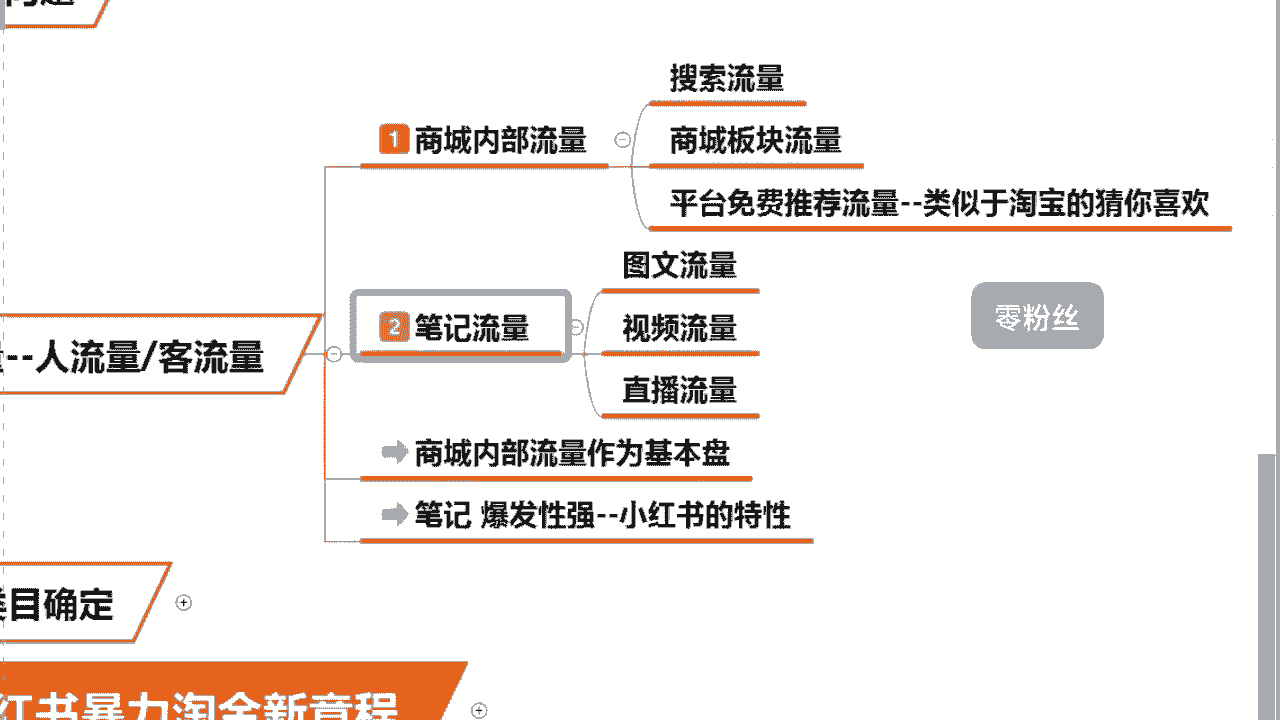 问题
搜索流量
1 商城内部流量
商城板块流量
平台免费推荐流量--类似于淘宝的猜你喜欢
图文流量
2 笔记流量
视频流量
零粉丝
--人流量/客流量
直播流量
商城内部流量作为基本盘
笔记 爆发性强--小红书的特性
类目确定
红书暴力淘金新章程